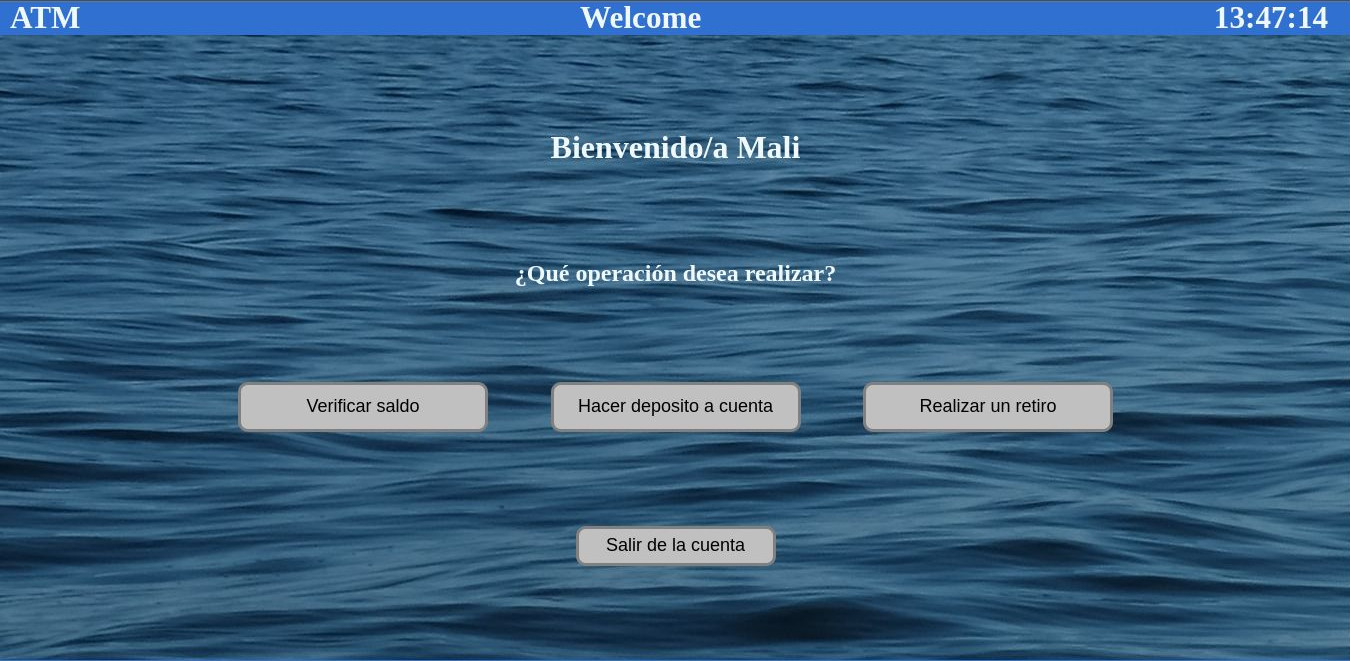 ATM Welcome 13:47:14
Bienvenido/a Mali
¿Qué operación desea realizar?
Verificar saldo Hacer deposito a cuenta Realizar un retiro
Salir de la cuenta